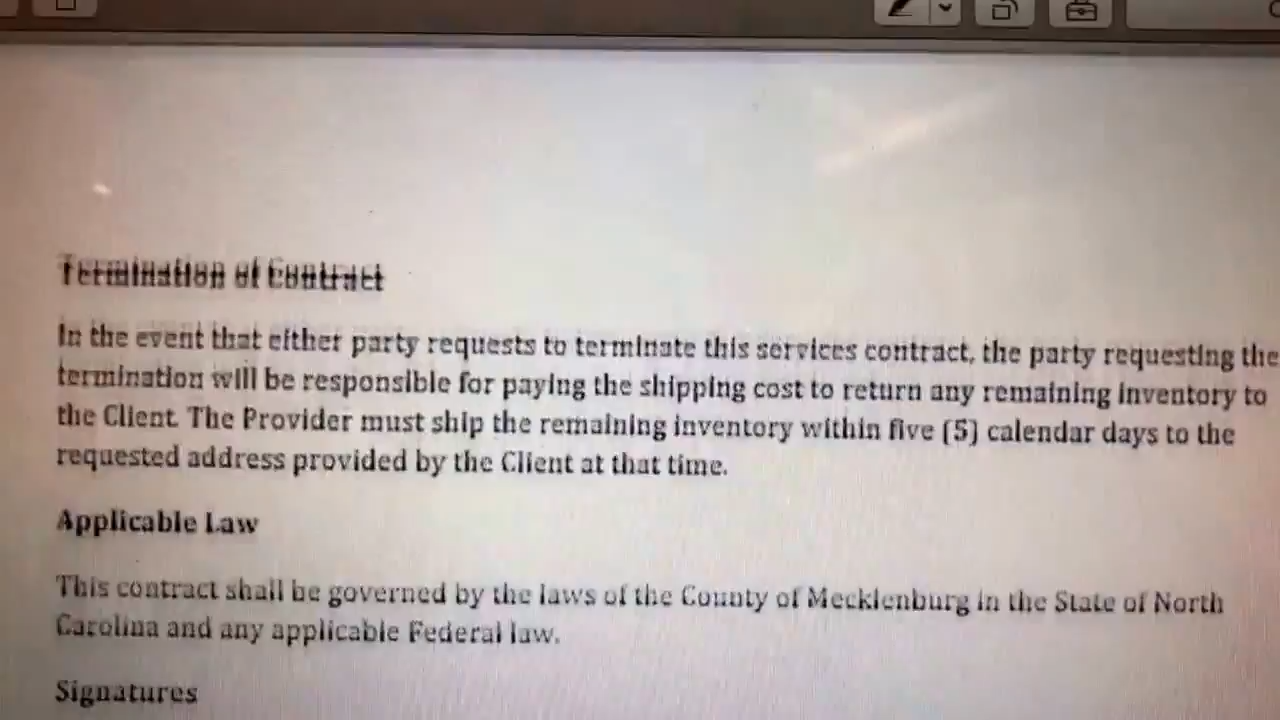 Termination of Contract
In the event that either party requests to terminate this services contract, the party requesting the
termination will be responsible for paying the shipping cost to return any remaining inventory to
the Client. The Provider must ship the remaining inventory within five (5) calendar days to the
requested address provided by the Client at that time.
Applicable Law
This contract shall be governed by the laws of the County of Mecklenburg in the State of North
Carolina and any applicable Federal law.
Signatures